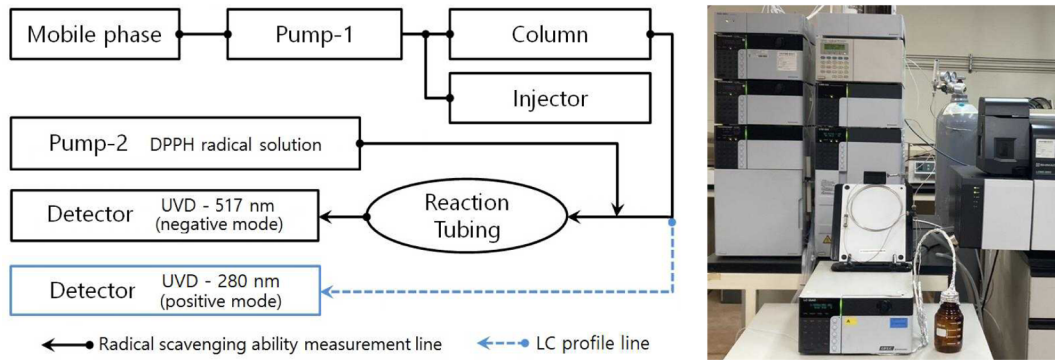 Mobile phase
Pump-1
Column
Injector
Pump-2 DPPH radical solution
Detector UVD - 517 nm
(negative mode)
Reaction
Tubing
Detector UVD - 280 nm
(positive mode)
Radical scavenging ability measurement line
LC profile line